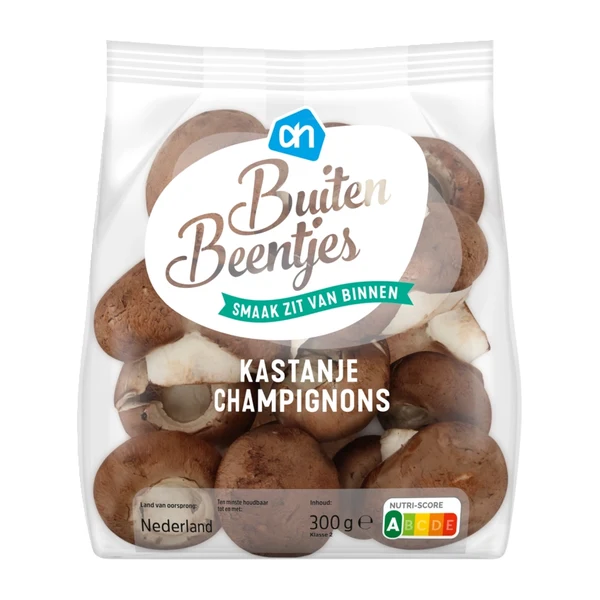 ah
Buiten
Beentjes
SMAAK ZIT VAN BINNEN
KASTANJE
CHAMPIGNONS
Land van oorsprong:
Nederland
Ten minste houdbaar
tot en met:
Inhoud:
300 g ℮
Klasse 2
NUTRI-SCORE
A B C D E